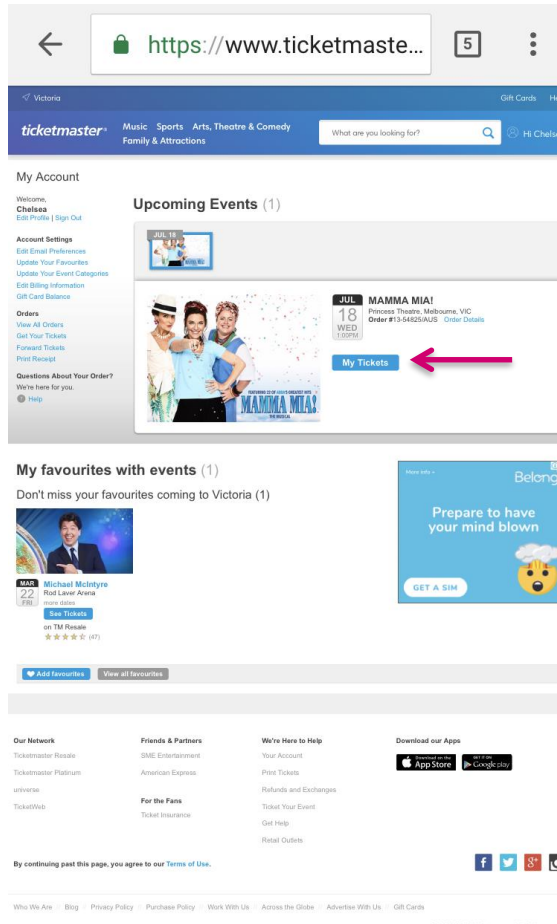 https://www.ticketmaste...
5
Victoria
Gift Cards
ticketmaster
Music Sports Arts, Theatre & Comedy
Family & Attractions
What are you looking for?
Hi Chelse
My Account
Welcome,
Chelsea
Edit Profile | Sign Out
Account Settings
Edit Email Preferences
Update Your Favourites
Update Your Event Categories
Edit Billing Information
Gift Card Balance
Orders
View All Orders
Get Your Tickets
Forward Tickets
Print Receipt
Questions About Your Order?
We're here for you.
Help
Upcoming Events (1)
JUL 18
MAMMA MIA!
THE MUSICAL
JUL
18
WED
1:00PM
MAMMA MIA!
Princess Theatre, Melbourne, VIC
Order #13-54825/AUS Order Details
My Tickets
My favourites with events (1)
Don't miss your favourites coming to Victoria (1)
MAR
22
FRI
Michael McIntyre
Rod Laver Arena
more dates
See Tickets
on TM Resale
(47)
More info
Belong
Prepare to have
your mind blown
GET A SIM
Add favourites
View all favourites
Our Network
Ticketmaster Resale
Ticketmaster Platinum
universe
TicketWeb
Friends & Partners
SME Entertainment
American Express
For the Fans
Ticket Insurance
We're Here to Help
Your Account
Print Tickets
Refunds and Exchanges
Ticket Your Event
Get Help
Retail Outlets
Download our Apps
Download on the
App Store
GET IT ON
Google play
By continuing past this page, you agree to our Terms of Use.
Who We Are / Blog / Privacy Policy / Purchase Policy / Work With Us / Across the Globe / Advertise With Us / Gift Cards